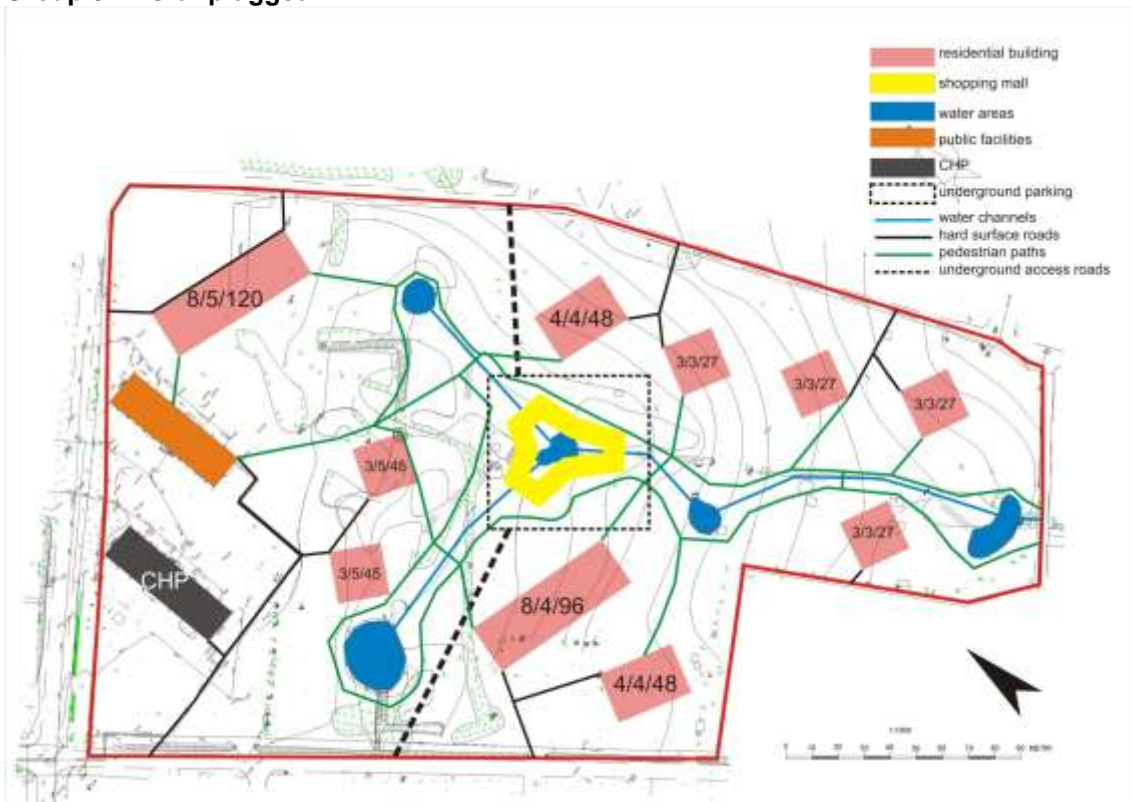 residential building
shopping mall
water areas
public facilities
CHP
underground parking
water channels
hard surface roads
pedestrian paths
underground access roads
8/5/120
4/4/48
3/3/27
3/3/27
3/3/27
3/5/45
3/3/27
3/5/45
CHP
8/4/96
4/4/48